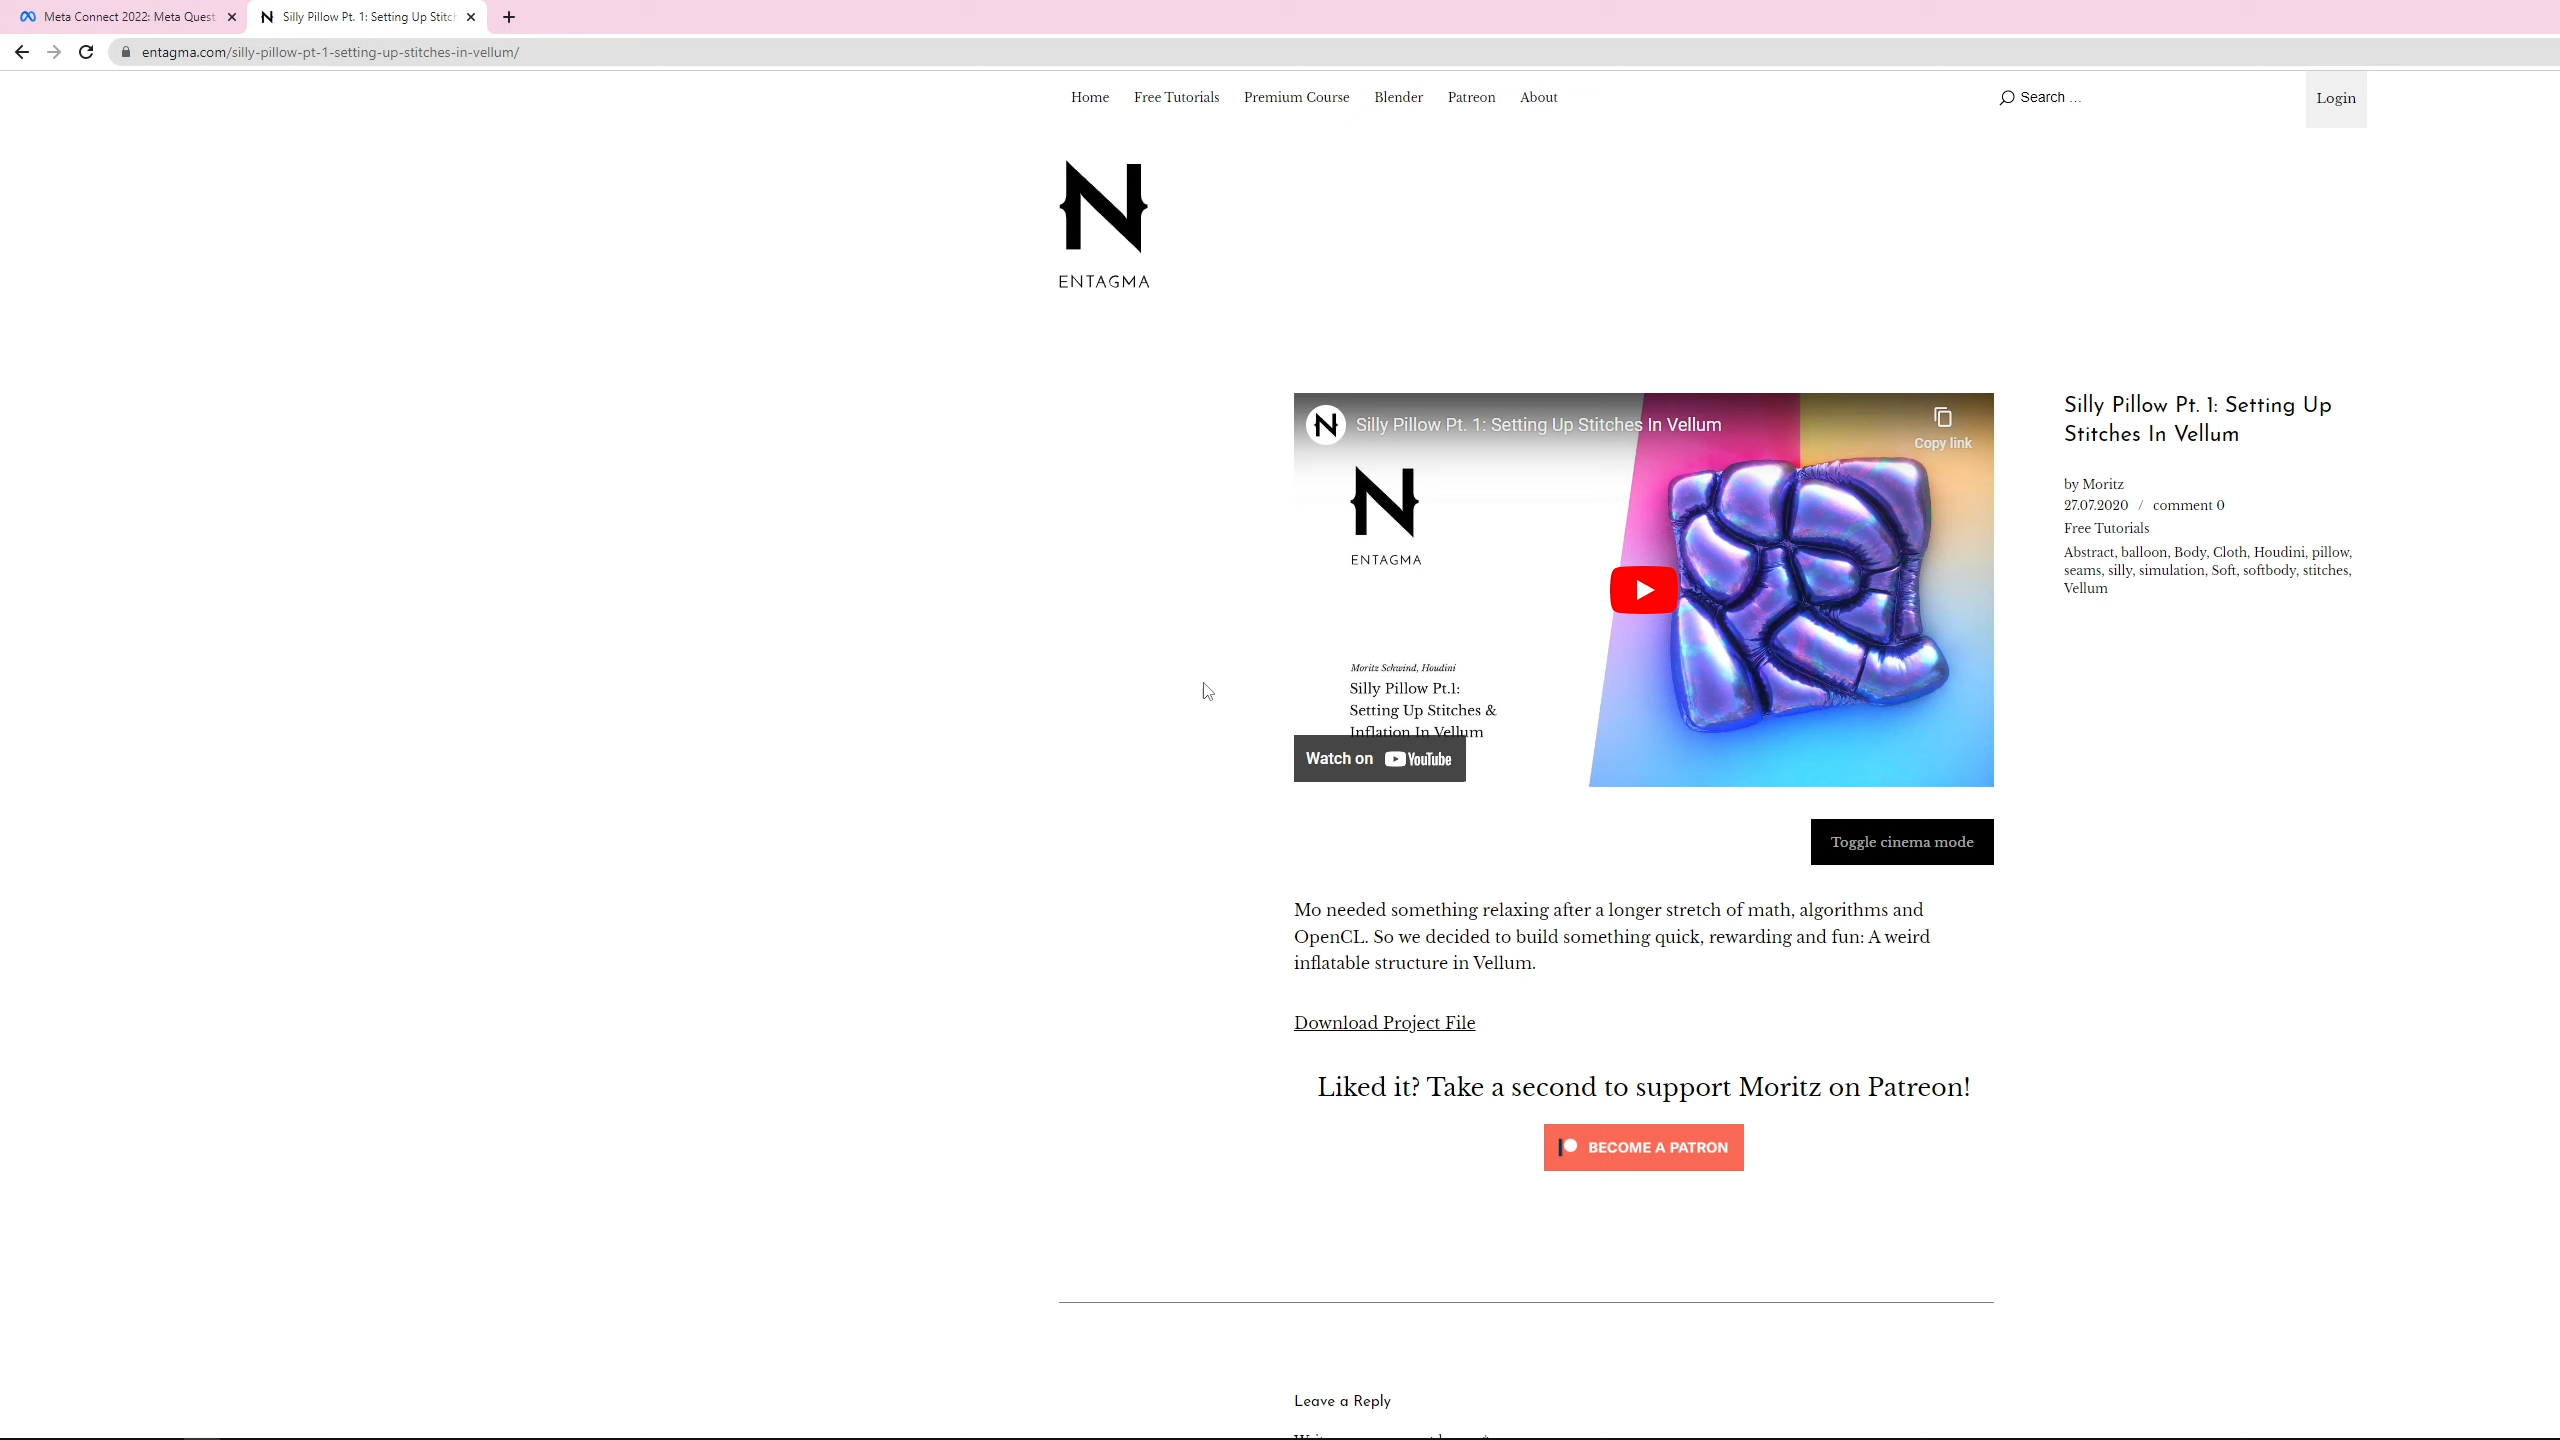 Meta Connect 2022: Meta Quest
Silly Pillow Pt. 1: Setting Up Stitc
entagma.com/silly-pillow-pt-1-setting-up-stitches-in-vellum/
Home Free Tutorials Premium Course Blender Patreon About Search … Login
N
ENTAGMA
Silly Pillow Pt. 1: Setting Up Stitches In Vellum
Copy link
N
ENTAGMA
Moritz Schwind, Houdini
Silly Pillow Pt.1:
Setting Up Stitches &
Inflation In Vellum
Watch on YouTube
Silly Pillow Pt. 1: Setting Up
Stitches In Vellum
by Moritz
27.07.2020 / comment 0
Free Tutorials
Abstract, balloon, Body, Cloth, Houdini, pillow,
seams, silly, simulation, Soft, softbody, stitches,
Vellum
Toggle cinema mode
Mo needed something relaxing after a longer stretch of math, algorithms and
OpenCL. So we decided to build something quick, rewarding and fun: A weird
inflatable structure in Vellum.
Download Project File
Liked it? Take a second to support Moritz on Patreon!
BECOME A PATRON
Leave a Reply